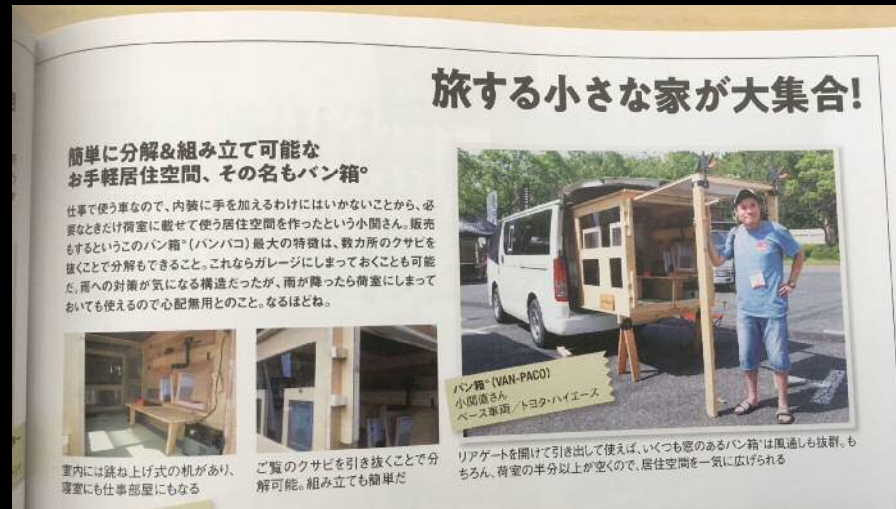 旅する小さな家が大集合!
簡単に分解&組み立て可能な
お手軽居住空間、その名もバン箱°
仕事で使う車なので、内装に手を加えるわけにはいかないことから、必
要なときだけ荷室に載せて使う居住空間を作ったという小関さん。販売
もするというこのバン箱°(バンパコ)最大の特徴は、数カ所のクサビを
抜くことで分解もできること。これならガレージにしまっておくことも可能
だ。雨への対策が気になる構造だったが、雨が降ったら荷室にしまって
おいても使えるので心配無用とのこと。なるほどね。
室内には跳ね上げ式の机があり、
寝室にも仕事部屋にもなる
ご覧のクサビを引き抜くことで分
解可能。組み立ても簡単だ
バン箱°(VAN-PACO)
小関直さん
ベース車両/トヨタ・ハイエース
リアゲートを開けて引き出して使えば、いくつも窓のあるバン箱°は風通しも抜群。も
ちろん、荷室の半分以上が空くので、居住空間を一気に広げられる